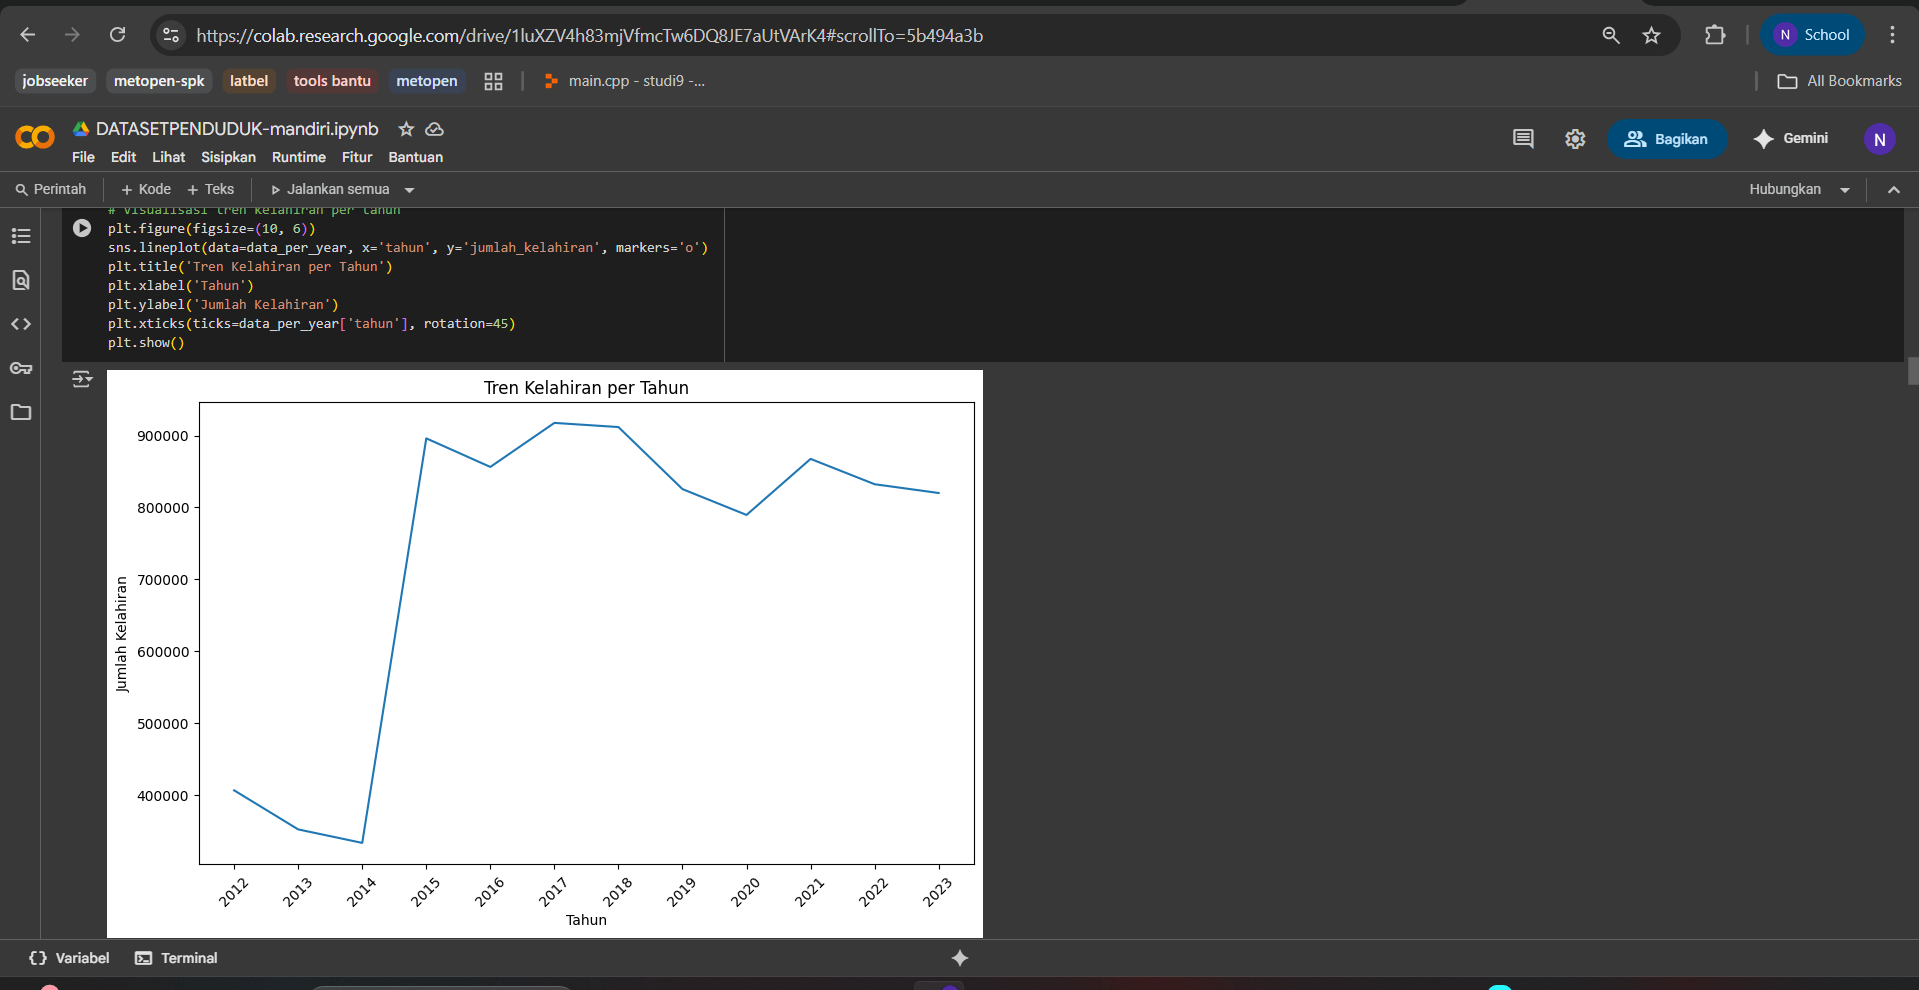 https://colab.research.google.com/drive/1luXZV4h83mjVfmcTw6DQ8JE7aUtVArK4#scrollTo=5b494a3b
N School
jobseeker metopen-spk latbel tools bantu metopen main.cpp - studi9 -... All Bookmarks
DATASETPENDUDUK-mandiri.ipynb
File Edit Lihat Sisipkan Runtime Fitur Bantuan
Bagikan Gemini N
Perintah + Kode + Teks Jalankan semua Hubungkan
# Visualisasi tren kelahiran per tahun
plt.figure(figsize=(10, 6))
sns.lineplot(data=data_per_year, x='tahun', y='jumlah_kelahiran', markers='o')
plt.title('Tren Kelahiran per Tahun')
plt.xlabel('Tahun')
plt.ylabel('Jumlah Kelahiran')
plt.xticks(ticks=data_per_year['tahun'], rotation=45)
plt.show()
Tren Kelahiran per Tahun
900000
800000
700000
600000
500000
400000
Jumlah Kelahiran
2012 2013 2014 2015 2016 2017 2018 2019 2020 2021 2022 2023
Tahun
Variabel Terminal